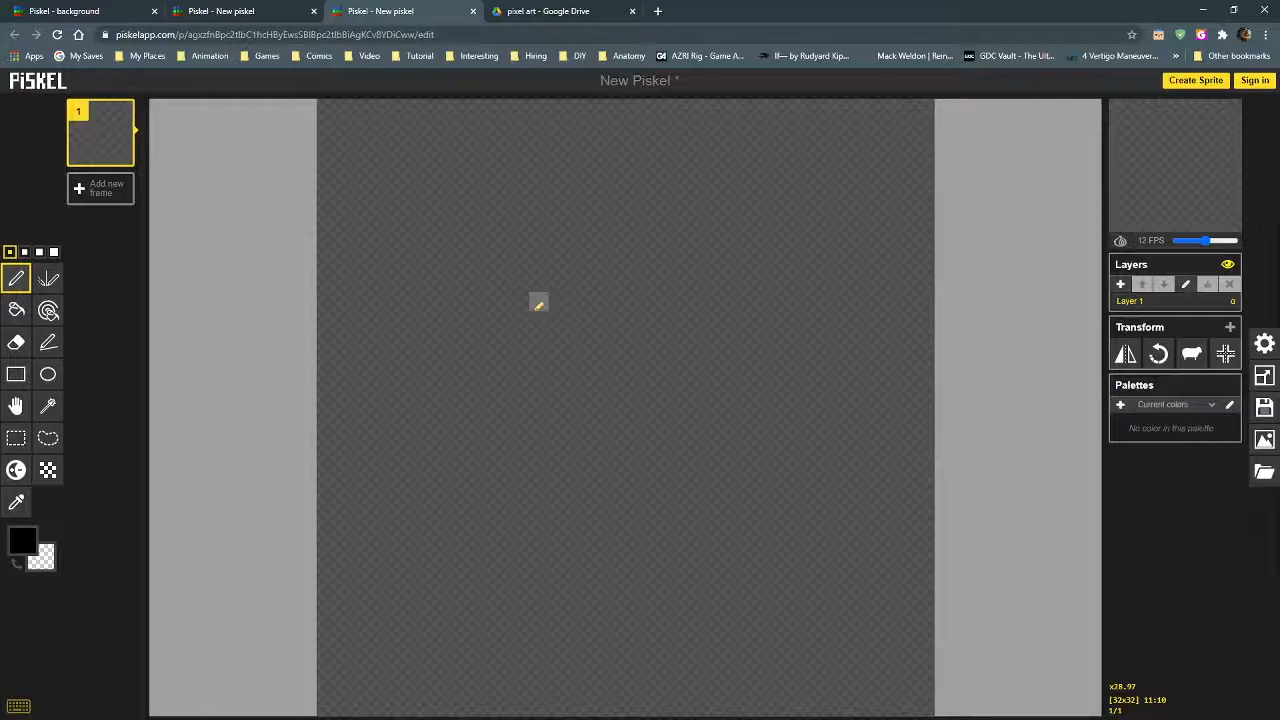 Piskel - background
Piskel - New piskel
Piskel - New piskel
pixel art - Google Drive
piskelapp.com/p/agxzfnBpc2tlbC1hcHByEwsSBlBpc2tlbBiAgKCv8YDiCww/edit
Apps
My Saves
My Places
Animation
Games
Comics
Video
Tutorial
Interesting
Hiring
DIY
Anatomy
AZRI Rig - Game A...
If— by Rudyard Kip...
Mack Weldon | Rein...
GDC Vault - The Ulti...
4 Vertigo Maneuver...
»
Other bookmarks
PiSKEL
New Piskel *
Create Sprite
Sign in
1
Add new
frame
12 FPS
Layers
Layer 1
α
Transform
Palettes
Current colors
No color in this palette
x28.97
[32x32] 11:10
1/1